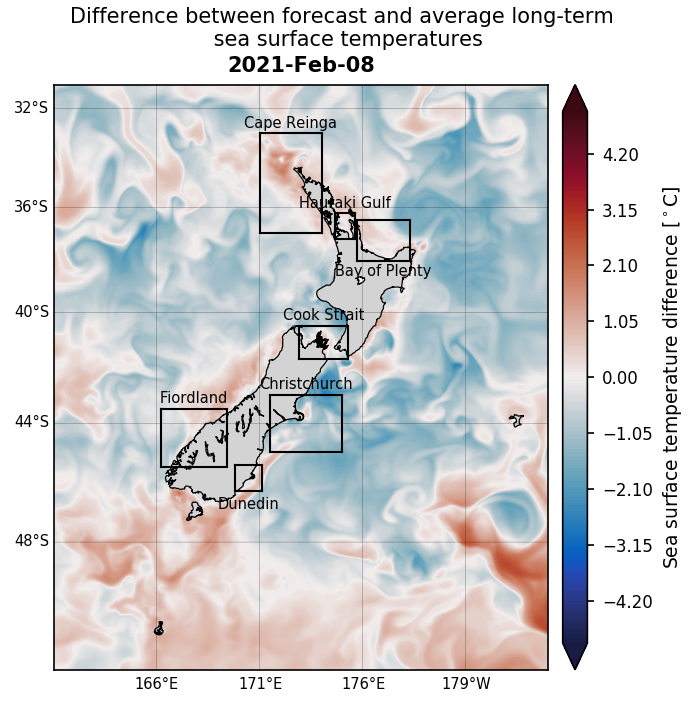 Difference between forecast and average long-term
sea surface temperatures
2021-Feb-08
32°S
36°S
40°S
44°S
48°S
Cape Reinga
Hauraki Gulf
Bay of Plenty
Cook Strait
Christchurch
Fiordland
Dunedin
166°E
171°E
176°E
179°W
4.20
3.15
2.10
1.05
0.00
−1.05
−2.10
−3.15
−4.20
Sea surface temperature difference [°C]